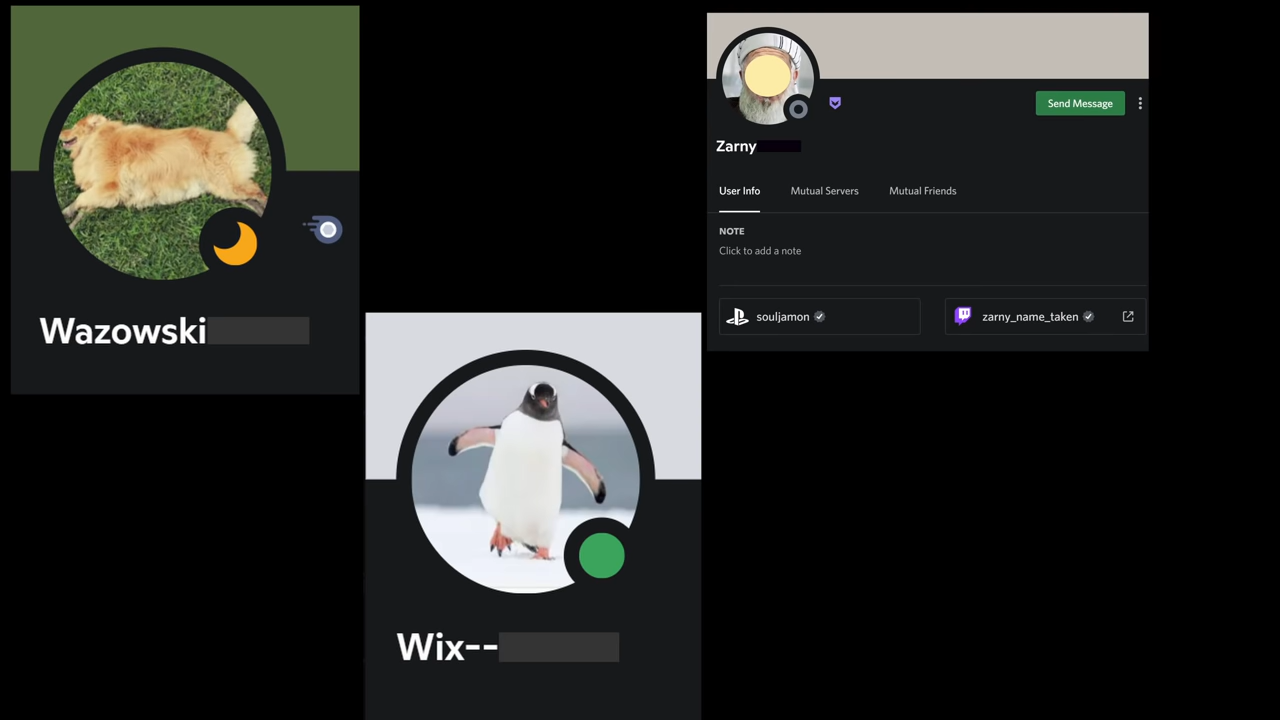 Wazowski
Wix--
Send Message
Zarny
User Info Mutual Servers Mutual Friends
NOTE
Click to add a note
souljamon zarny_name_taken